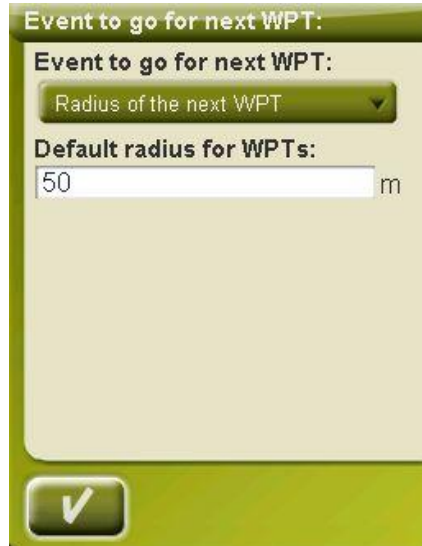 Event to go for next WPT:
Event to go for next WPT:
Radius of the next WPT
Default radius for WPTs:
50 m